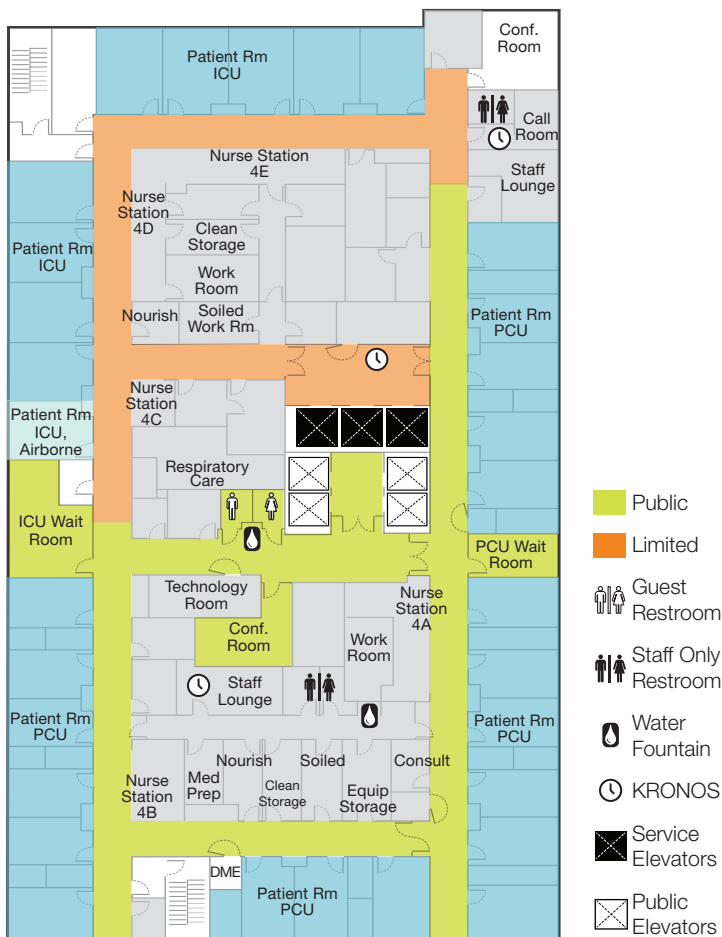 Conf.
Room
Patient Rm
ICU
Call
Room
Nurse Station
4E
Staff
Lounge
Nurse
Station
4D
Clean
Storage
Patient Rm
ICU
Work
Room
Nourish
Soiled
Work Rm
Patient Rm
PCU
Nurse
Station
4C
Patient Rm
ICU,
Airborne
Respiratory
Care
ICU Wait
Room
PCU Wait
Room
Technology
Room
Nurse
Station
4A
Conf.
Room
Work
Room
Staff
Lounge
Patient Rm
PCU
Patient Rm
PCU
Nourish
Soiled
Consult
Nurse
Station
4B
Med
Prep
Clean
Storage
Equip
Storage
DME
Patient Rm
PCU
Public
Limited
Guest
Restroom
Staff Only
Restroom
Water
Fountain
KRONOS
Service
Elevators
Public
Elevators